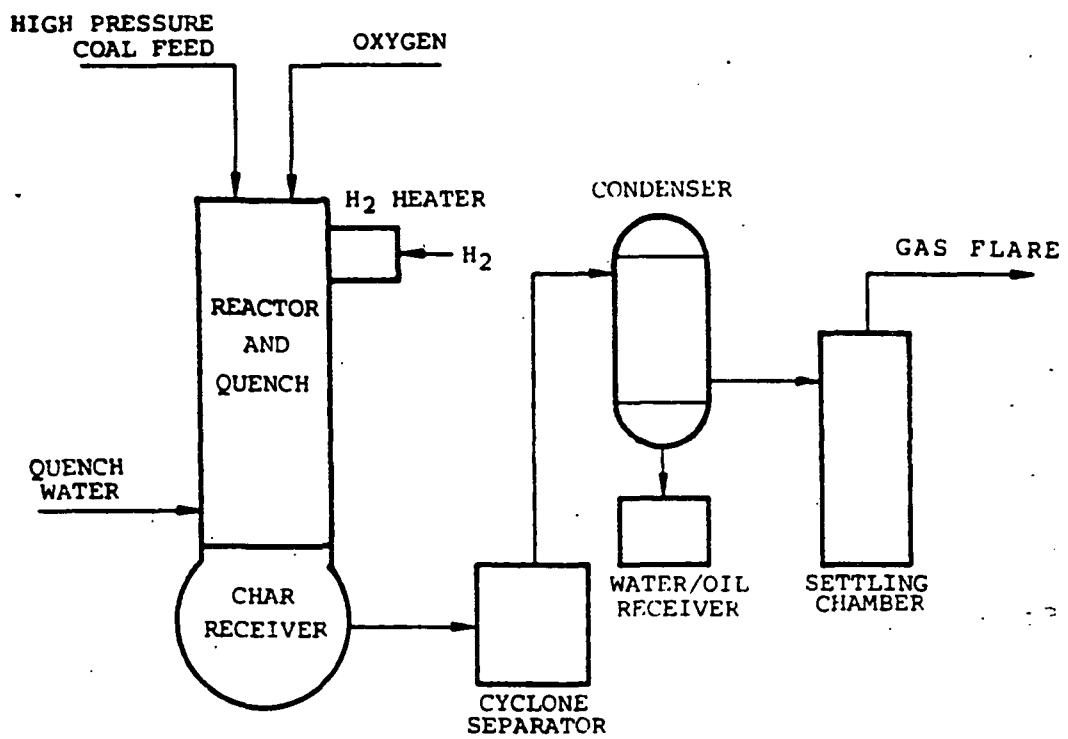 HIGH PRESSURE
COAL FEED
OXYGEN
H2 HEATER
H2
CONDENSER
GAS FLARE
REACTOR
AND
QUENCH
QUENCH
WATER
CHAR
RECEIVER
WATER/OIL
RECEIVER
SETTLING
CHAMBER
CYCLONE
SEPARATOR